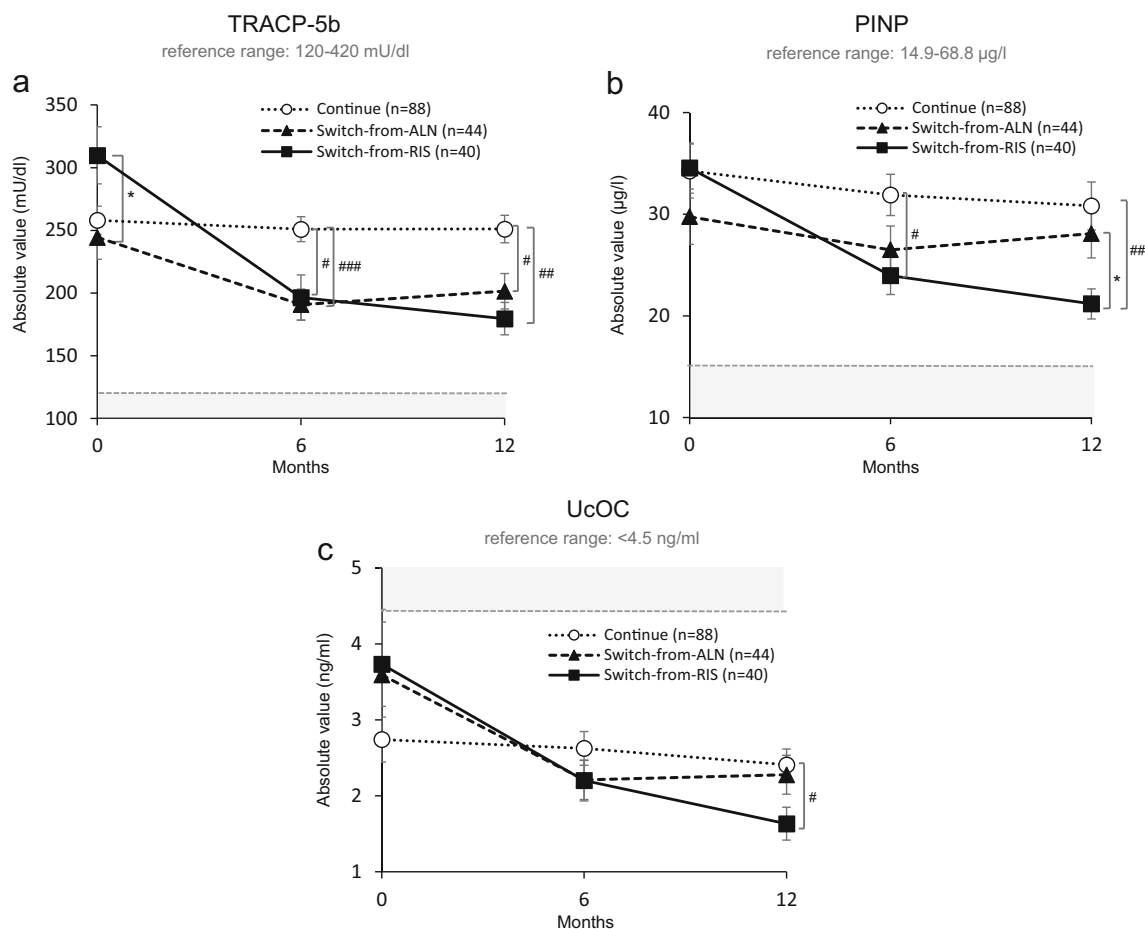 TRACP-5b
reference range: 120-420 mU/dl
a
350
300
250
200
150
100
Absolute value (mU/dl)
Continue (n=88)
Switch-from-ALN (n=44)
Switch-from-RIS (n=40)
*
#
###
#
##
0
6
12
Months
PINP
reference range: 14.9-68.8 µg/l
b
40
30
20
10
Absolute value (µg/l)
Continue (n=88)
Switch-from-ALN (n=44)
Switch-from-RIS (n=40)
#
*
##
0
6
12
Months
UcOC
reference range: <4.5 ng/ml
c
5
4
3
2
1
Absolute value (ng/ml)
Continue (n=88)
Switch-from-ALN (n=44)
Switch-from-RIS (n=40)
#
0
6
12
Months